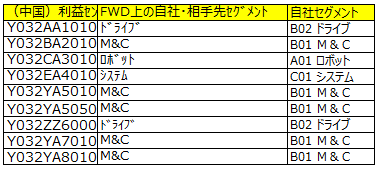 （中国）利益ｾﾝ FWD上の自社・相手先ｾｸﾞﾒﾝﾄ 自社セグメント
Y032AA1010 ﾄﾞﾗｲﾌﾞ B02 ドライブ
Y032BA2010 M&C B01 Ｍ＆Ｃ
Y032CA3010 ﾛﾎﾞｯﾄ A01 ロボット
Y032EA4010 ｼｽﾃﾑ C01 システム
Y032YA5010 M&C B01 Ｍ＆Ｃ
Y032YA5050 M&C B01 Ｍ＆Ｃ
Y032ZZ6000 ﾄﾞﾗｲﾌﾞ B02 ドライブ
Y032YA7010 M&C B01 Ｍ＆Ｃ
Y032YA8010 M&C B01 Ｍ＆Ｃ